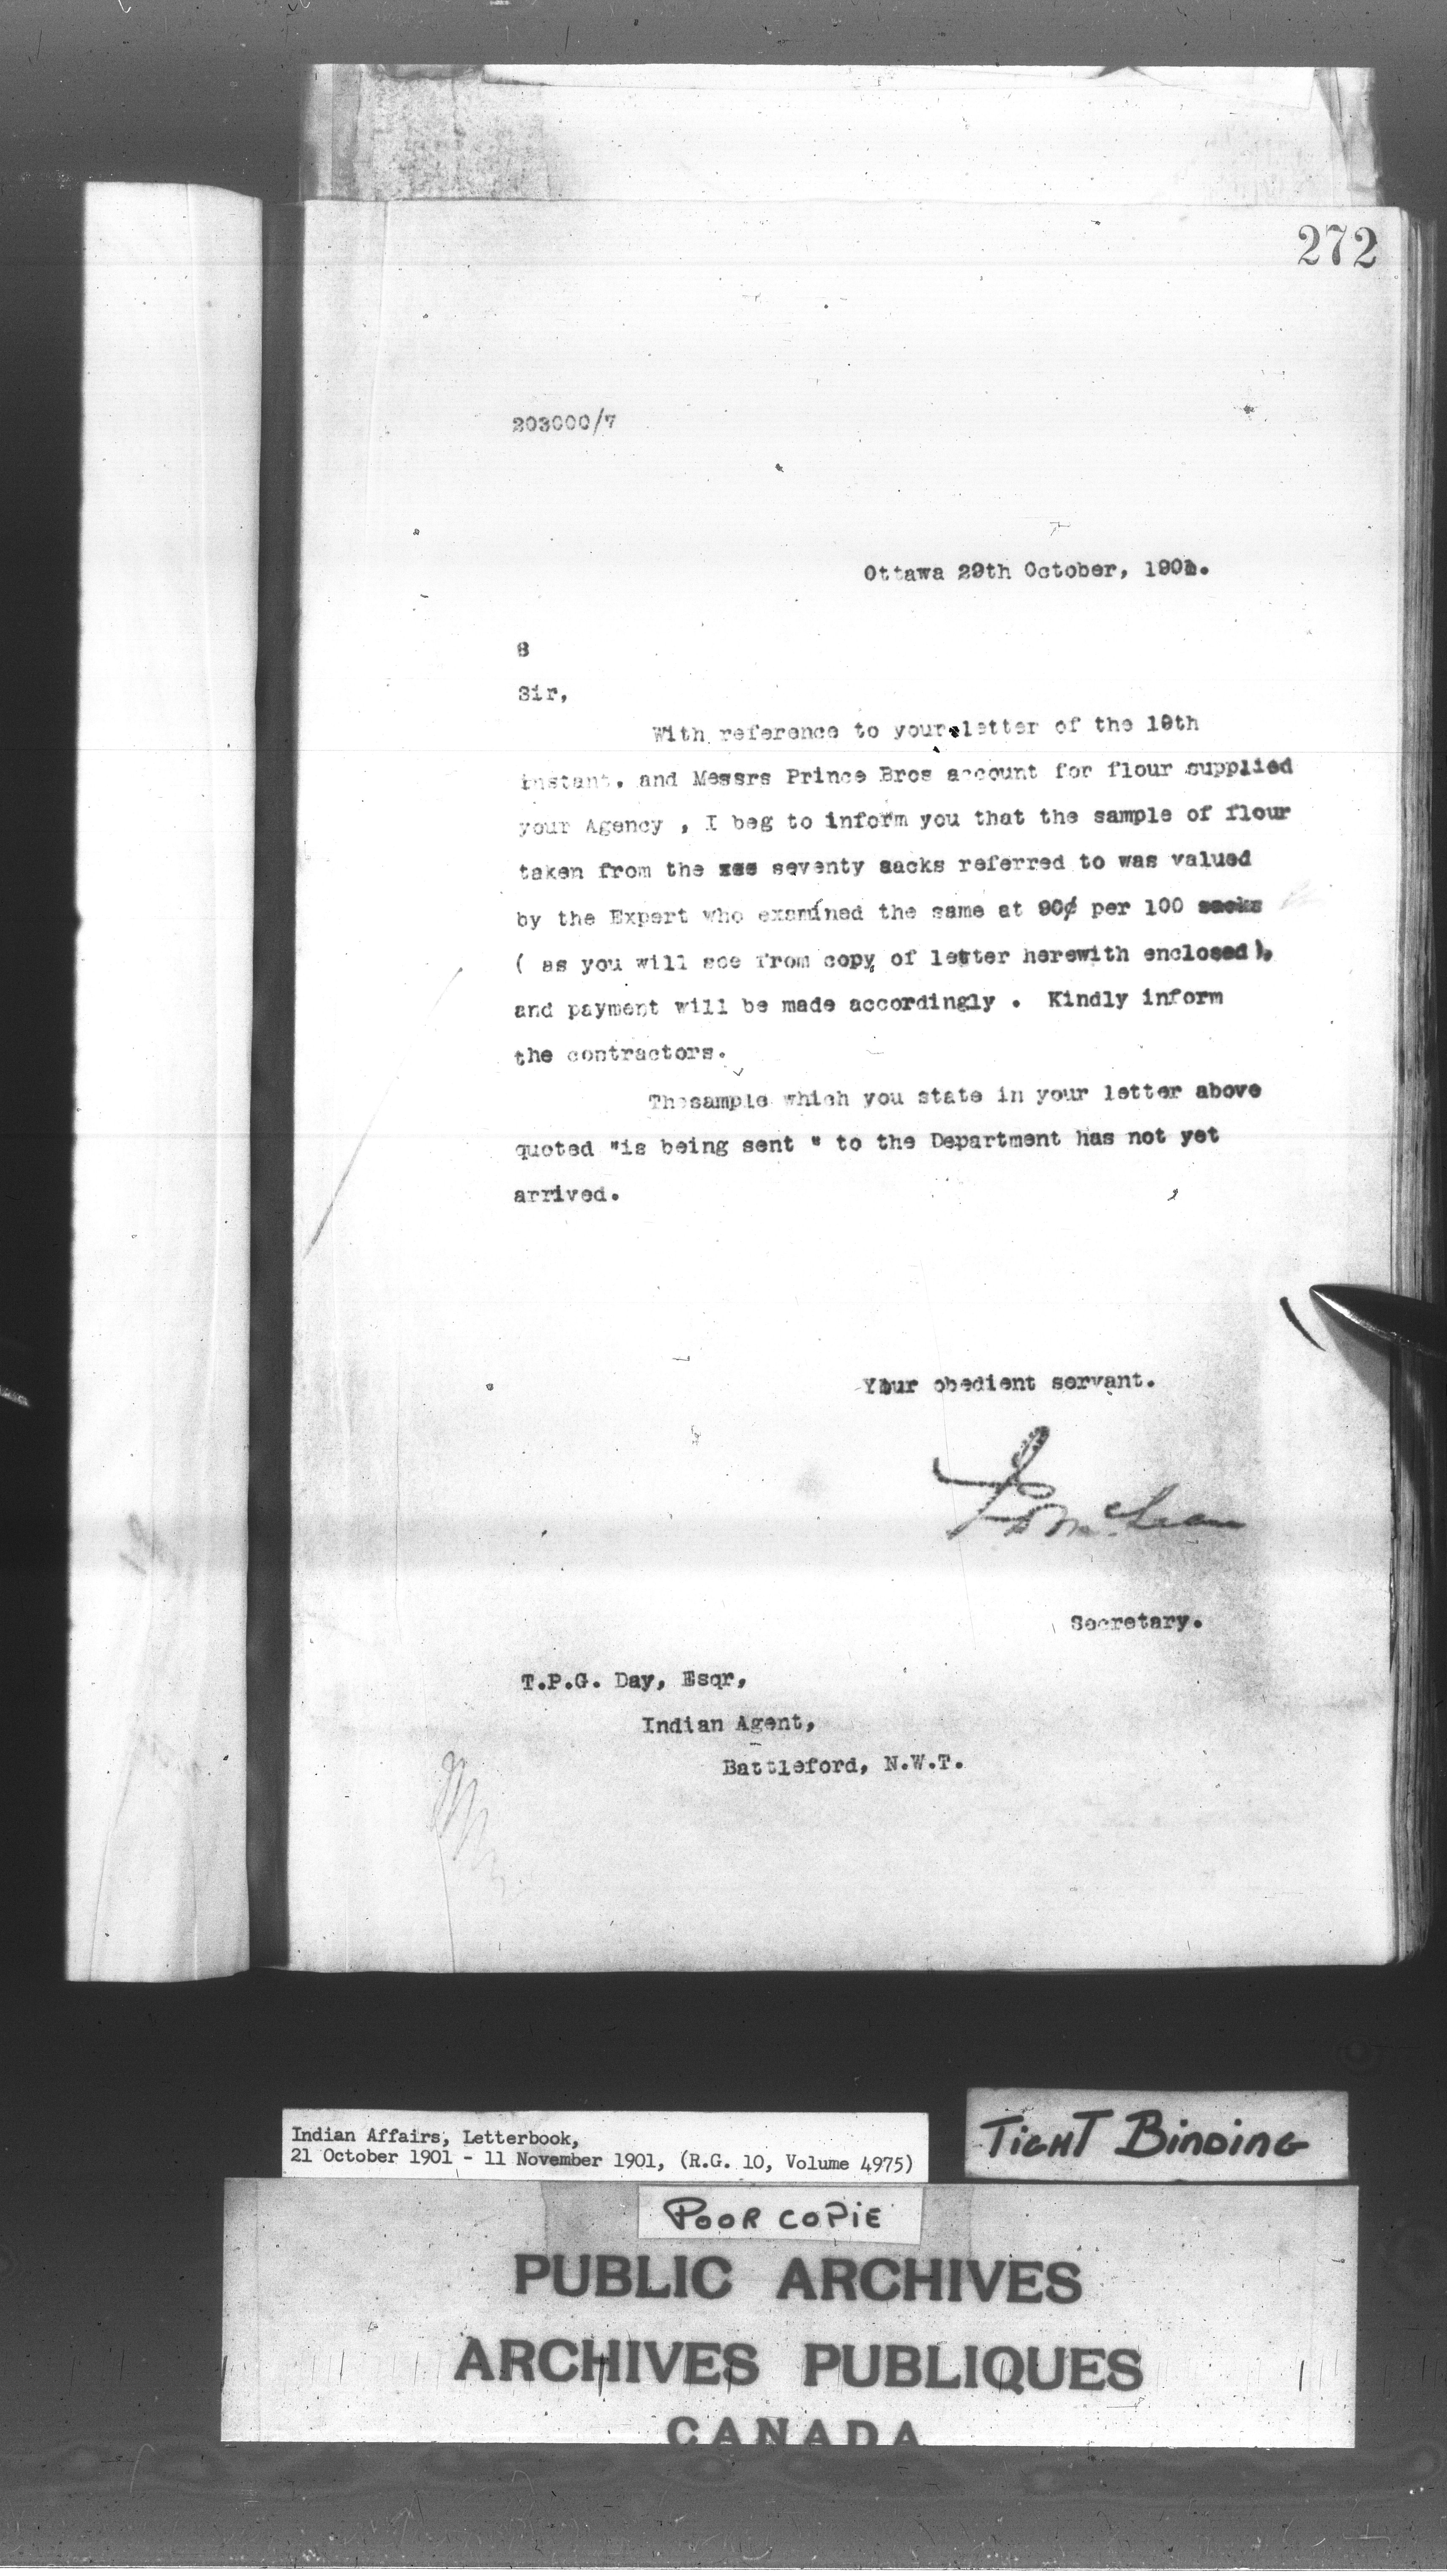 272
203000/7
Ottawa 29th October, 1901.
S
Sir,
With reference to your letter of the 19th
instant, and Messrs Prince Bros account for flour supplied
your Agency , I beg to inform you that the sample of flour
taken from the seventy sacks referred to was valued
by the Expert who examined the same at 90¢ per 100 sacks
( as you will see from copy of letter herewith enclosed ),
and payment will be made accordingly . Kindly inform
the contractors.
Thesample which you state in your letter above
quoted "is being sent " to the Department has not yet
arrived.
Your obedient servant.
J D McLean
Secretary.
T.P.G. Day, Esqr,
Indian Agent,
Battleford, N.W.T.
Indian Affairs, Letterbook,
21 October 1901 - 11 November 1901, (R.G. 10, Volume 4975)
TIGHT BINDING
POOR COPIE
PUBLIC ARCHIVES
ARCHIVES PUBLIQUES
CANADA